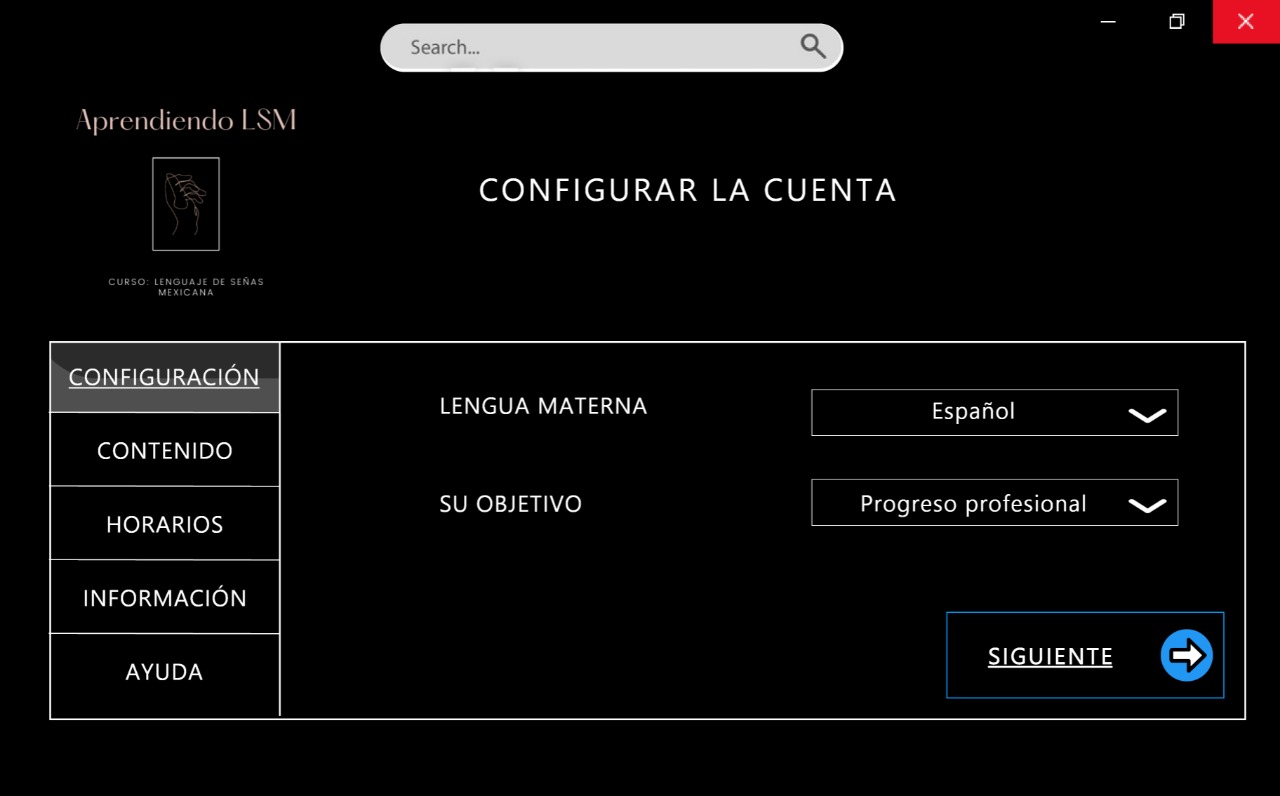 Search...
Aprendiendo LSM
CURSO: LENGUAJE DE SEÑAS
MEXICANA
CONFIGURAR LA CUENTA
CONFIGURACIÓN
CONTENIDO
HORARIOS
INFORMACIÓN
AYUDA
LENGUA MATERNA
Español
SU OBJETIVO
Progreso profesional
SIGUIENTE